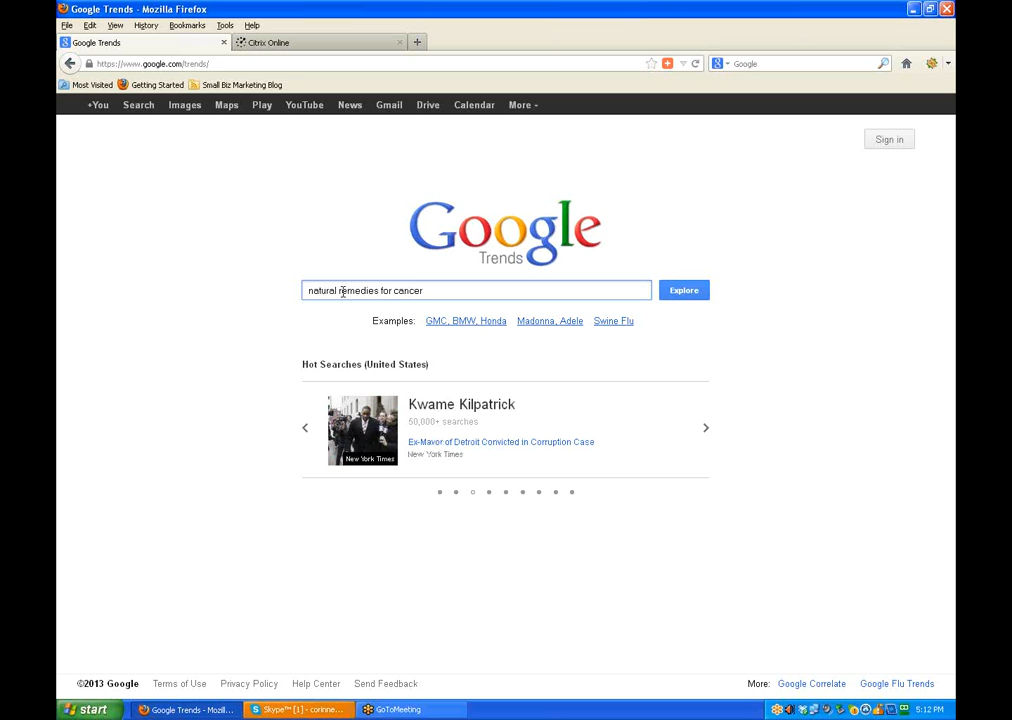 Google Trends - Mozilla Firefox
File Edit View History Bookmarks Tools Help
Google Trends Citrix Online
https://www.google.com/trends/ Google
Most Visited Getting Started Small Biz Marketing Blog
+You Search Images Maps Play YouTube News Gmail Drive Calendar More
Sign in
Google
Trends
natural remedies for cancer Explore
Examples: GMC, BMW, Honda Madonna, Adele Swine Flu
Hot Searches (United States)
Kwame Kilpatrick
50,000+ searches
Ex-Mayor of Detroit Convicted in Corruption Case
New York Times
New York Times
©2013 Google Terms of Use Privacy Policy Help Center Send Feedback More: Google Correlate Google Flu Trends
start Google Trends - Mozil... Skype™ [1] - corinne... GoToMeeting 5:12 PM